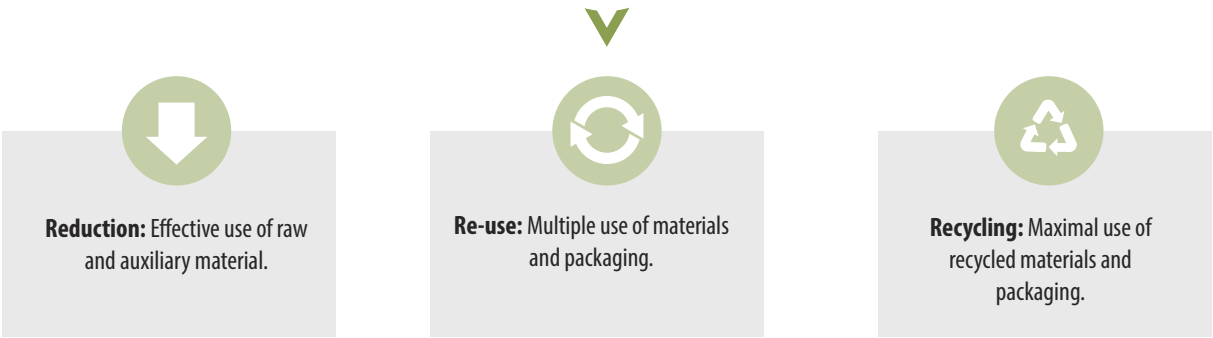 Reduction: Effective use of raw
and auxiliary material.
Re-use: Multiple use of materials
and packaging.
Recycling: Maximal use of
recycled materials and
packaging.